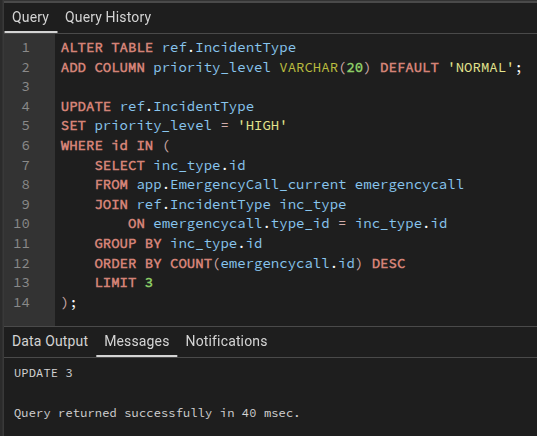 Query Query History
1 ALTER TABLE ref.IncidentType
2 ADD COLUMN priority_level VARCHAR(20) DEFAULT 'NORMAL';
3
4 UPDATE ref.IncidentType
5 SET priority_level = 'HIGH'
6 WHERE id IN (
7     SELECT inc_type.id
8     FROM app.EmergencyCall_current emergencycall
9     JOIN ref.IncidentType inc_type
10         ON emergencycall.type_id = inc_type.id
11     GROUP BY inc_type.id
12     ORDER BY COUNT(emergencycall.id) DESC
13     LIMIT 3
14 );
Data Output Messages Notifications
UPDATE 3
Query returned successfully in 40 msec.